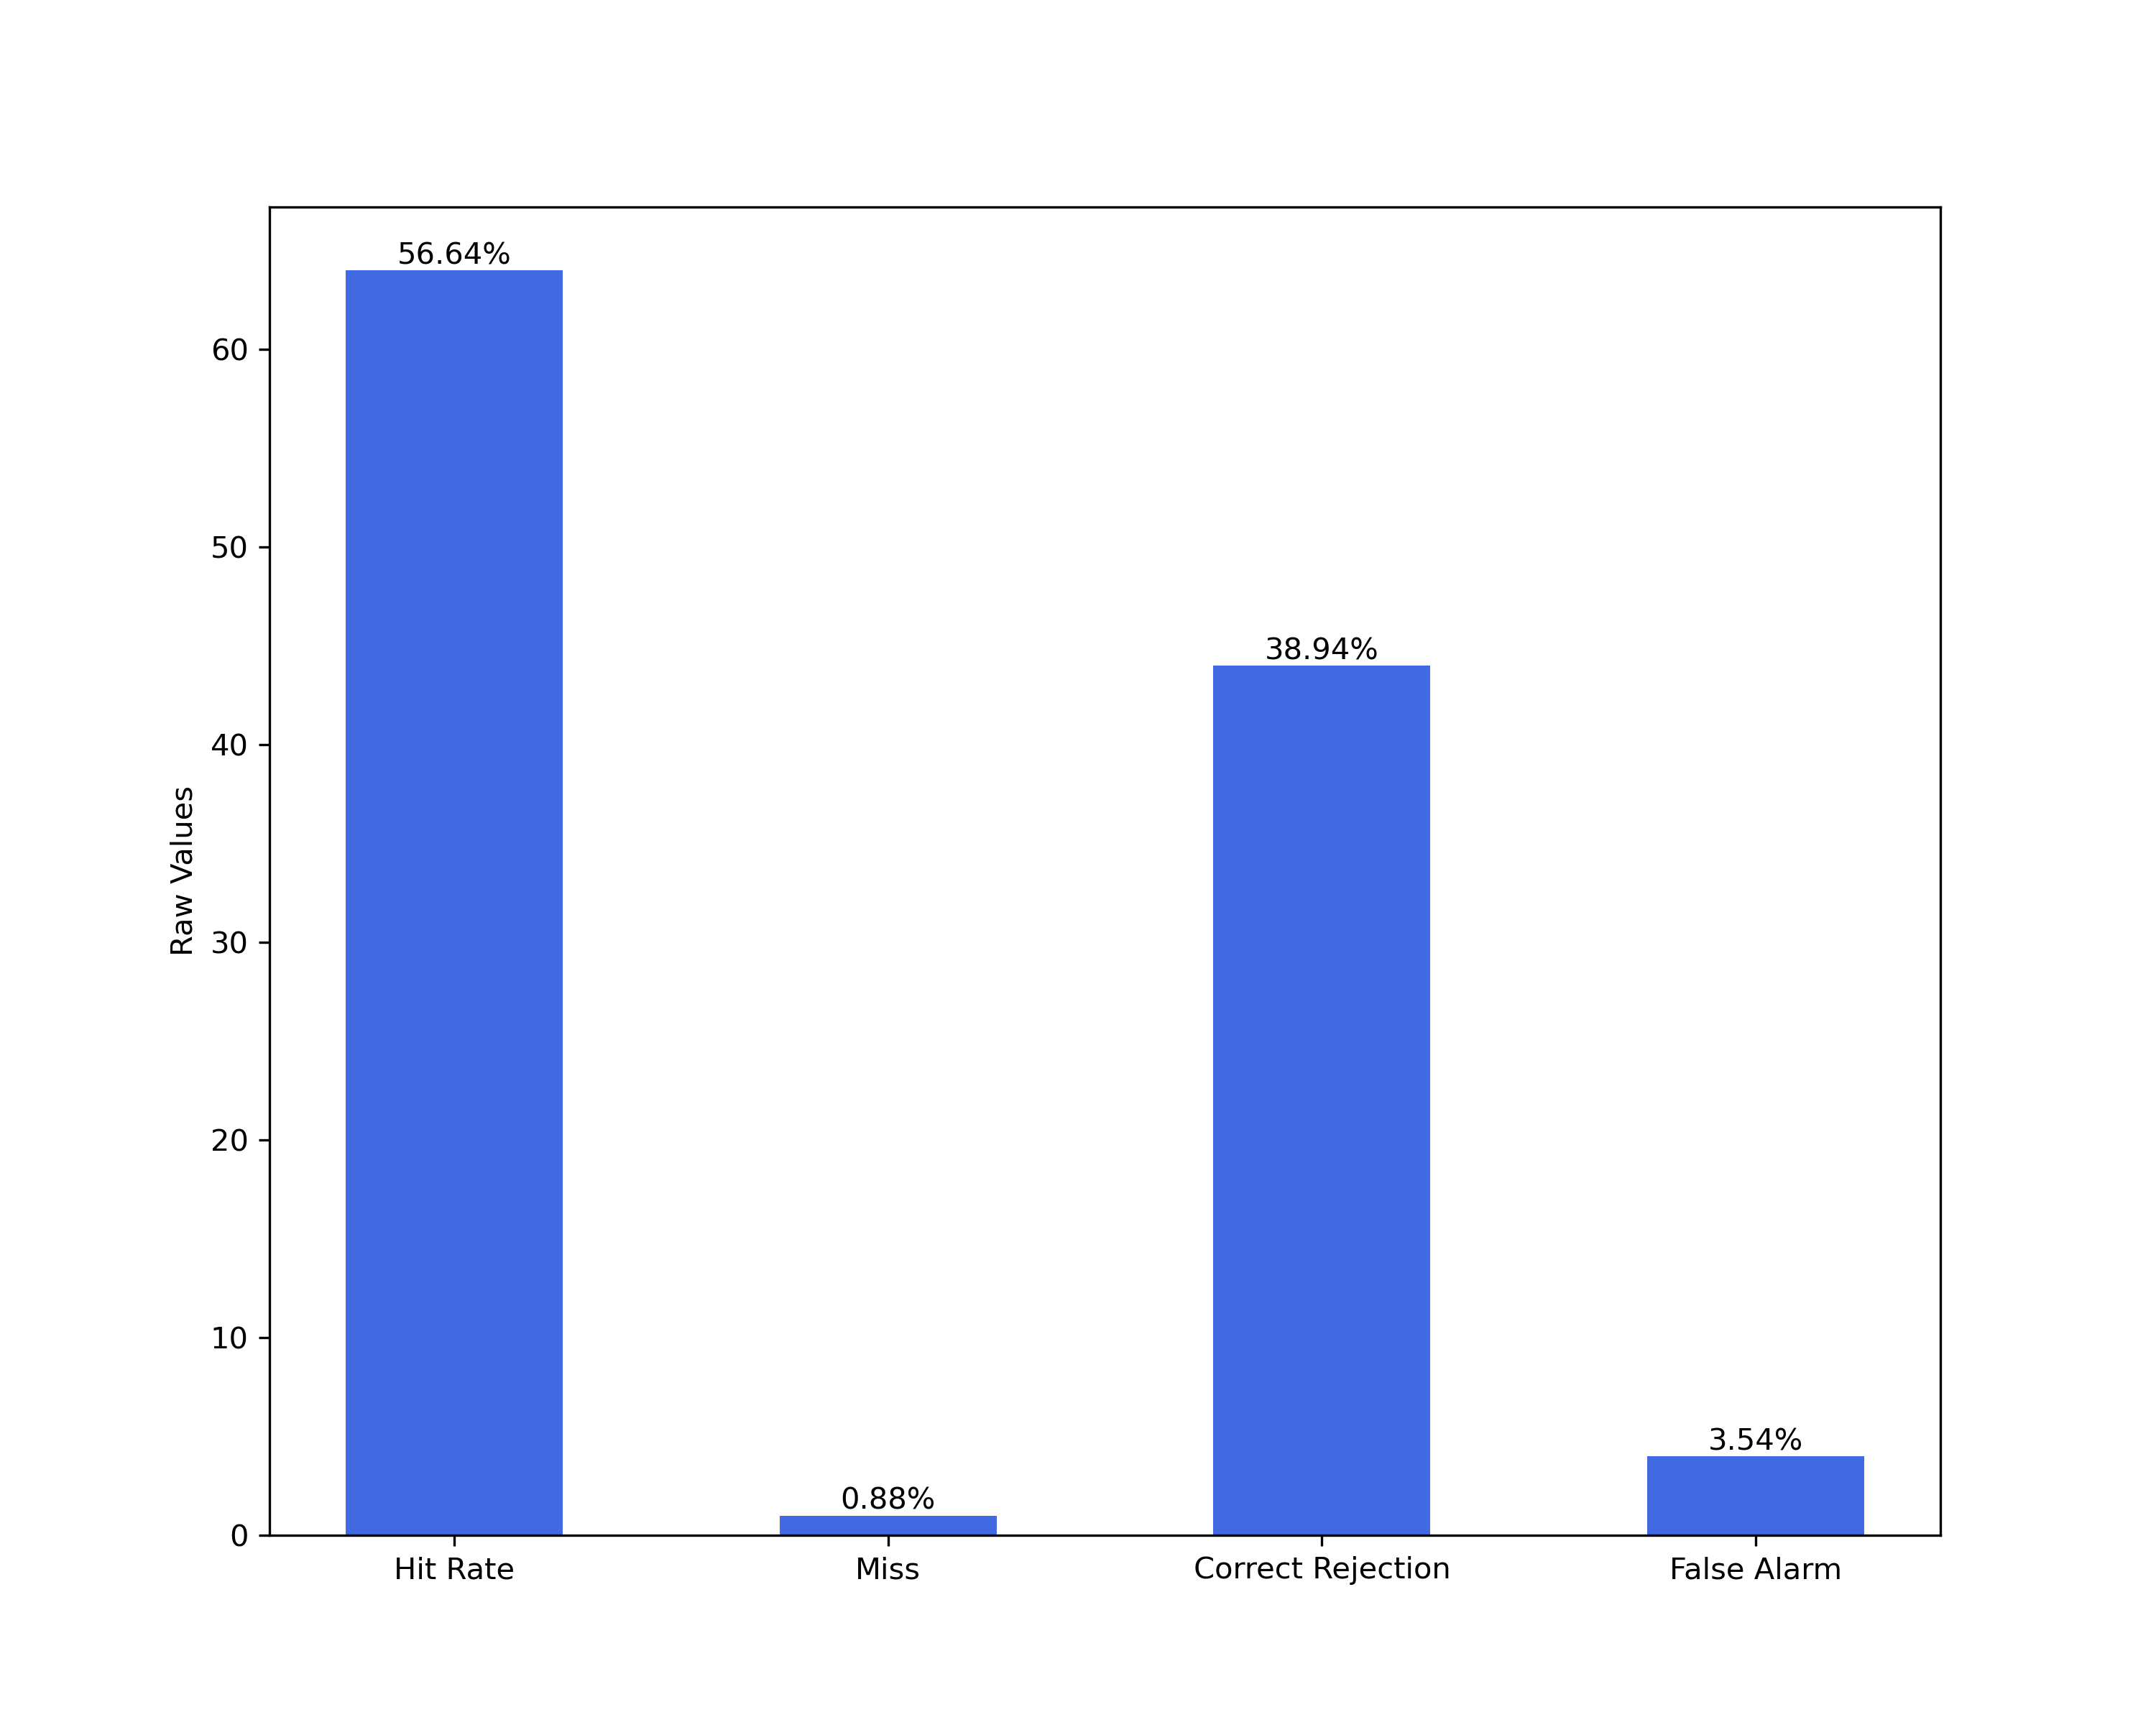 56.64%
60
50
38.94%
40
Raw Values
30
20
10
3.54%
0.88%
0
Hit Rate
Miss
Correct Rejection
False Alarm